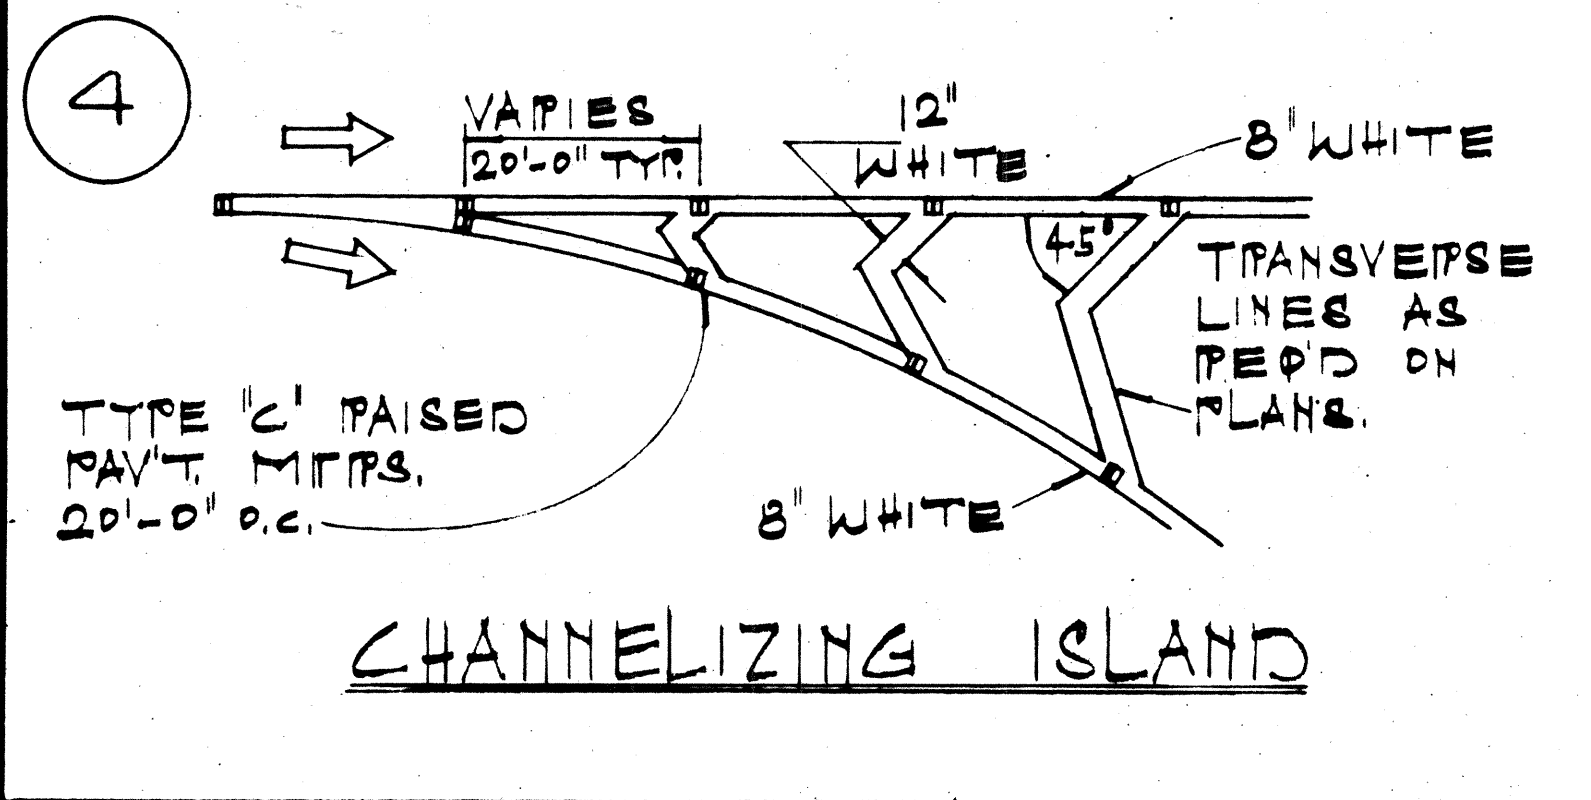 4
VARIES
20'-0" TYP.
12"
WHITE
8" WHITE
45°
TRANSVERSE
LINES AS
REQ'D ON
PLANS.
TYPE "C" RAISED
PAV'T. MRKRS.
20'-0" O.C.
8" WHITE
CHANNELIZING ISLAND